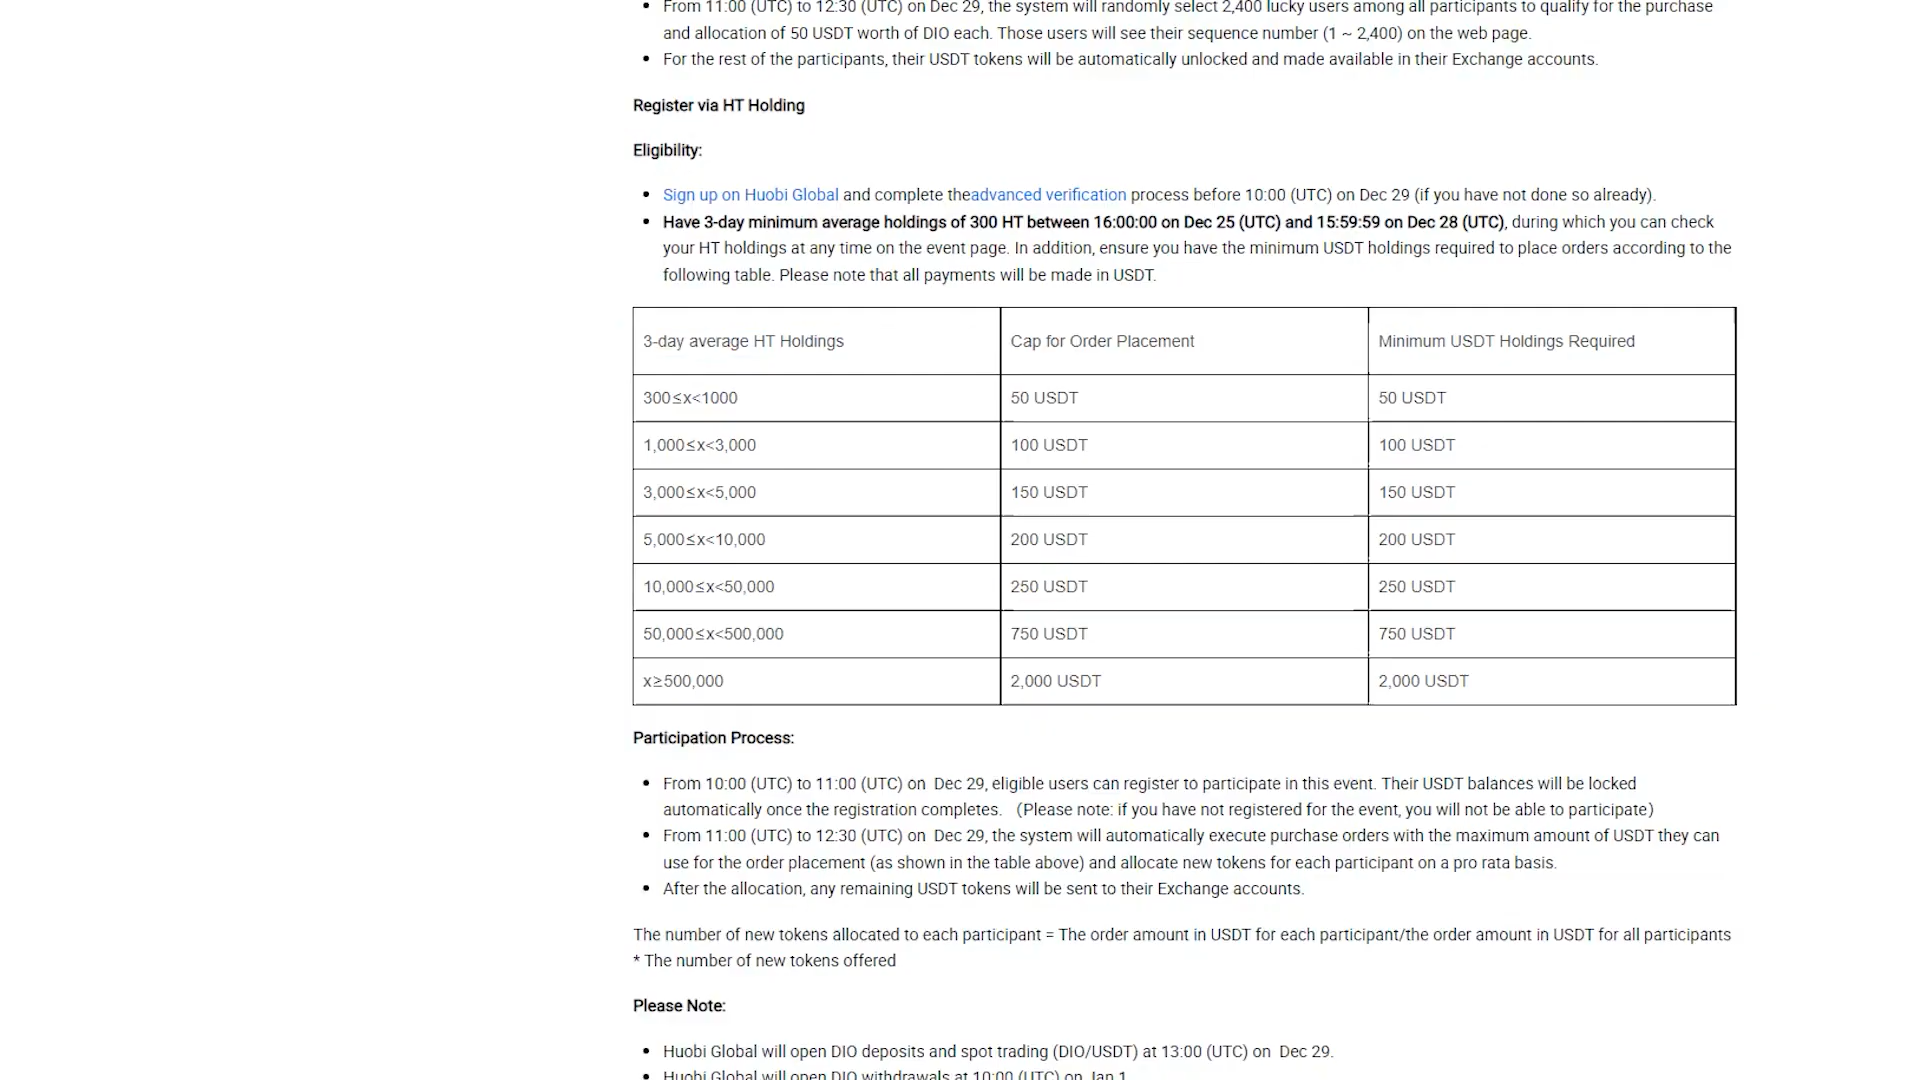 From 11:00 (UTC) to 12:30 (UTC) on Dec 29, the system will randomly select 2,400 lucky users among all participants to qualify for the purchase
and allocation of 50 USDT worth of DIO each. Those users will see their sequence number (1 ~ 2,400) on the web page.
For the rest of the participants, their USDT tokens will be automatically unlocked and made available in their Exchange accounts.
Register via HT Holding
Eligibility:
Sign up on Huobi Global and complete theadvanced verification process before 10:00 (UTC) on Dec 29 (if you have not done so already).
Have 3-day minimum average holdings of 300 HT between 16:00:00 on Dec 25 (UTC) and 15:59:59 on Dec 28 (UTC), during which you can check
your HT holdings at any time on the event page. In addition, ensure you have the minimum USDT holdings required to place orders according to the
following table. Please note that all payments will be made in USDT.
3-day average HT Holdings Cap for Order Placement Minimum USDT Holdings Required
300≤x<1000 50 USDT 50 USDT
1,000≤x<3,000 100 USDT 100 USDT
3,000≤x<5,000 150 USDT 150 USDT
5,000≤x<10,000 200 USDT 200 USDT
10,000≤x<50,000 250 USDT 250 USDT
50,000≤x<500,000 750 USDT 750 USDT
x≥500,000 2,000 USDT 2,000 USDT
Participation Process:
From 10:00 (UTC) to 11:00 (UTC) on Dec 29, eligible users can register to participate in this event. Their USDT balances will be locked
automatically once the registration completes. (Please note: if you have not registered for the event, you will not be able to participate)
From 11:00 (UTC) to 12:30 (UTC) on Dec 29, the system will automatically execute purchase orders with the maximum amount of USDT they can
use for the order placement (as shown in the table above) and allocate new tokens for each participant on a pro rata basis.
After the allocation, any remaining USDT tokens will be sent to their Exchange accounts.
The number of new tokens allocated to each participant = The order amount in USDT for each participant/the order amount in USDT for all participants
* The number of new tokens offered
Please Note:
Huobi Global will open DIO deposits and spot trading (DIO/USDT) at 13:00 (UTC) on Dec 29.
Huobi Global will open DIO withdrawals at 10:00 (UTC) on Jan 1